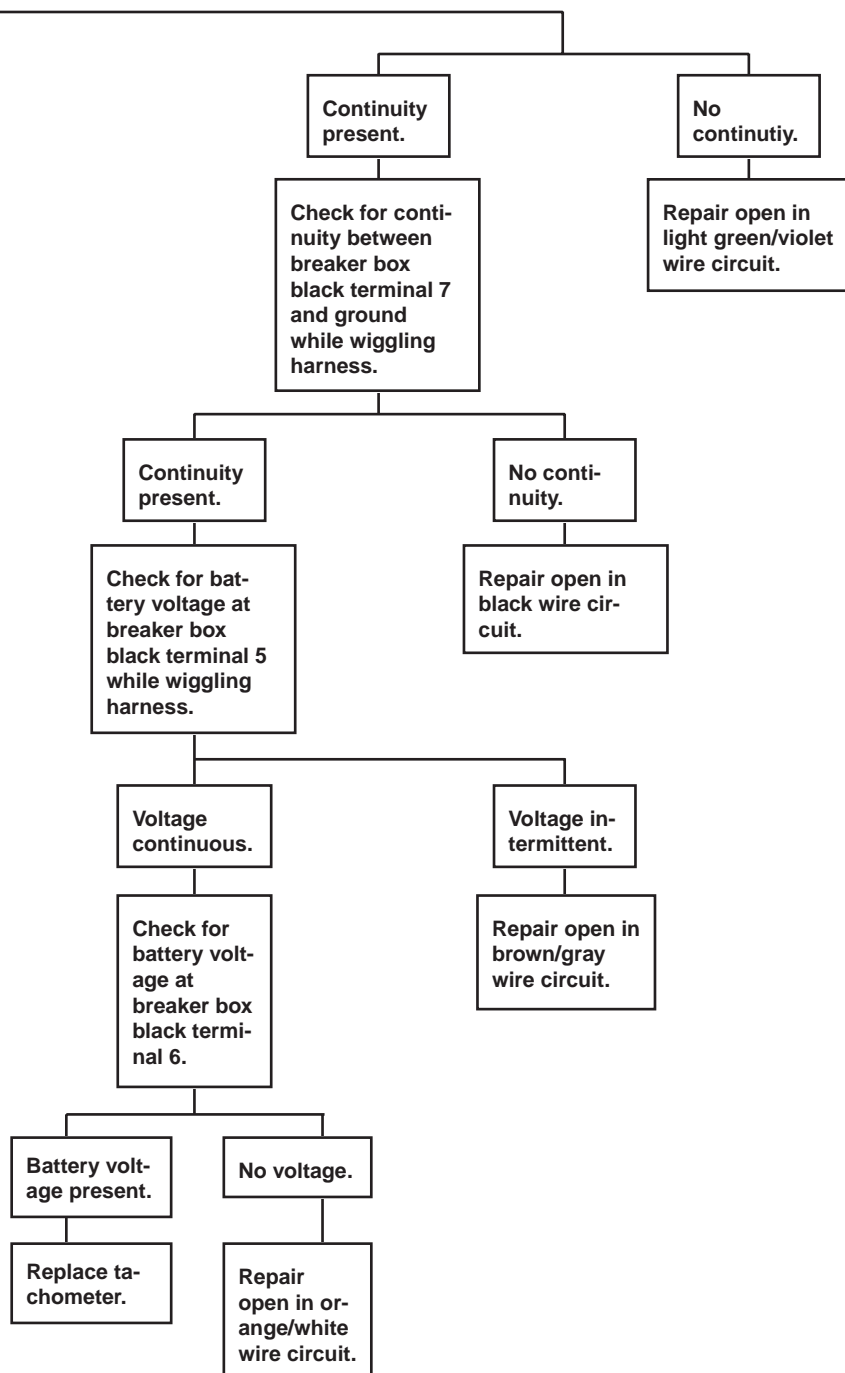 Continuity
present.
No
continutiy.
Check for conti-
nuity between
breaker box
black terminal 7
and ground
while wiggling
harness.
Repair open in
light green/violet
wire circuit.
Continuity
present.
No conti-
nuity.
Check for bat-
tery voltage at
breaker box
black terminal 5
while wiggling
harness.
Repair open in
black wire cir-
cuit.
Voltage
continuous.
Voltage in-
termittent.
Check for
battery volt-
age at
breaker box
black termi-
nal 6.
Repair open in
brown/gray
wire circuit.
Battery volt-
age present.
No voltage.
Replace ta-
chometer.
Repair
open in or-
ange/white
wire circuit.